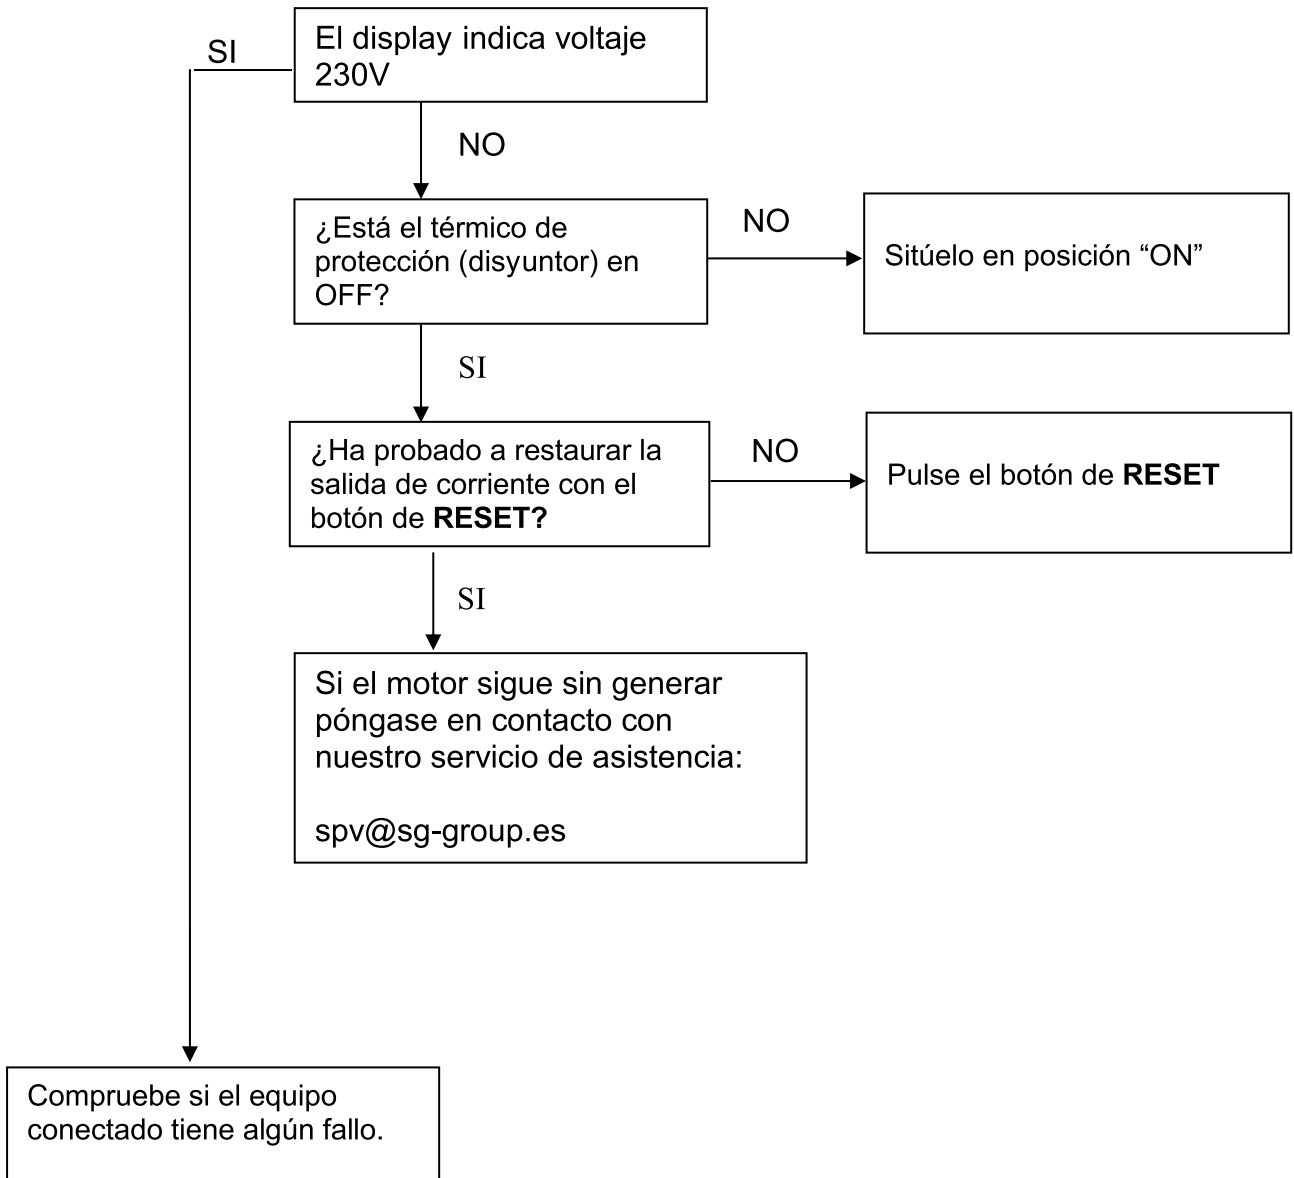 SI
El display indica voltaje
230V
NO
¿Está el térmico de
protección (disyuntor) en
OFF?
NO
Sitúelo en posición “ON”
SI
¿Ha probado a restaurar la
salida de corriente con el
botón de RESET?
NO
Pulse el botón de RESET
SI
Si el motor sigue sin generar
póngase en contacto con
nuestro servicio de asistencia:
spv@sg-group.es
Compruebe si el equipo
conectado tiene algún fallo.